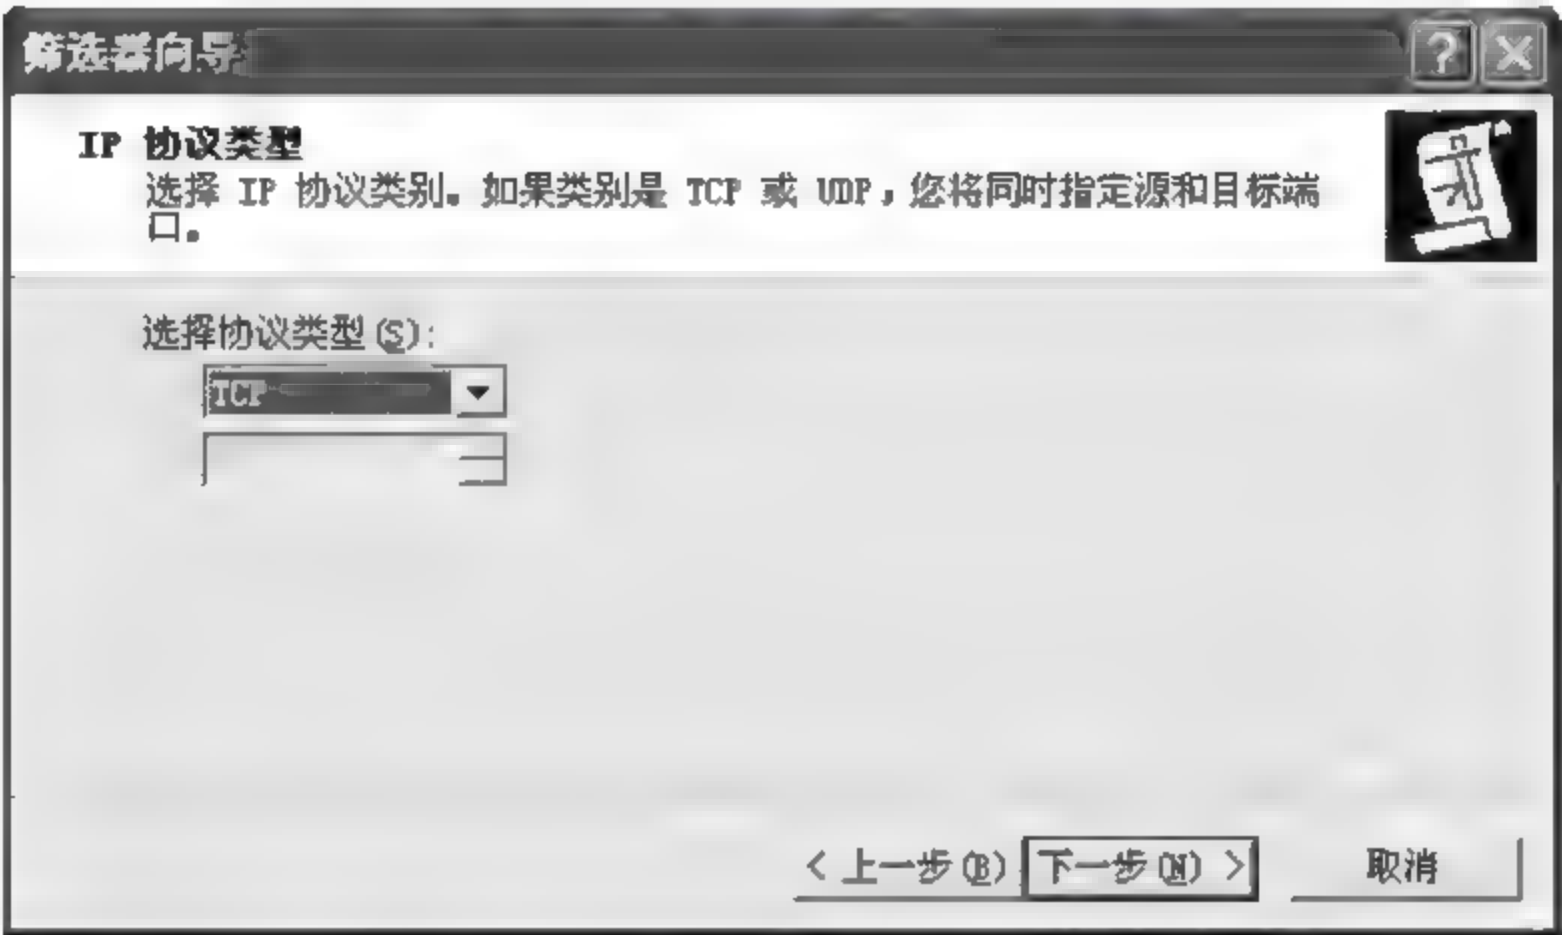 筛选器向导
IP 协议类型
选择 IP 协议类别。如果类别是 TCP 或 UDP，您将同时指定源和目标端
口。
选择协议类型(S):
TCP
< 上一步(B) 下一步(N) > 取消